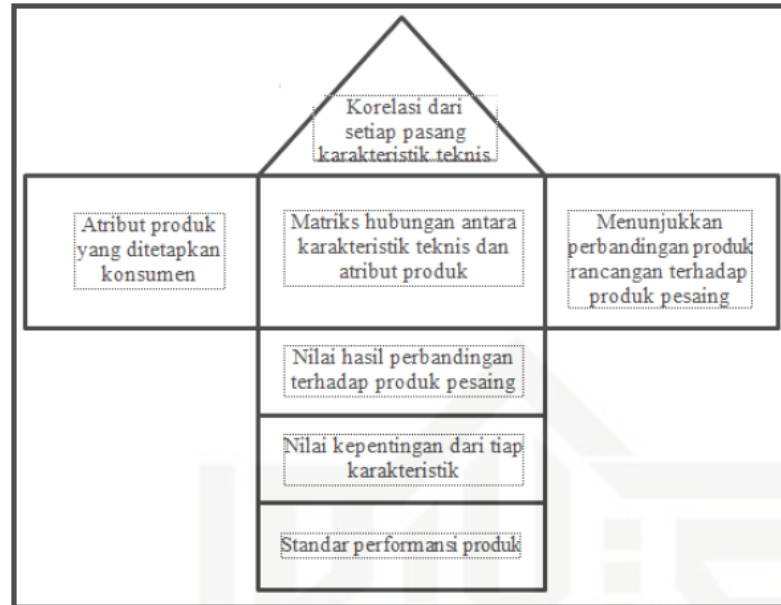 Korelasi dari
setiap pasang
karakteristik teknis
Atribut produk
yang ditetapkan
konsumen
Matriks hubungan antara
karakteristik teknis dan
atribut produk
Menunjukkan
perbandingan produk
rancangan terhadap
produk pesaing
Nilai hasil perbandingan
terhadap produk pesaing
Nilai kepentingan dari tiap
karakteristik
Standar performansi produk